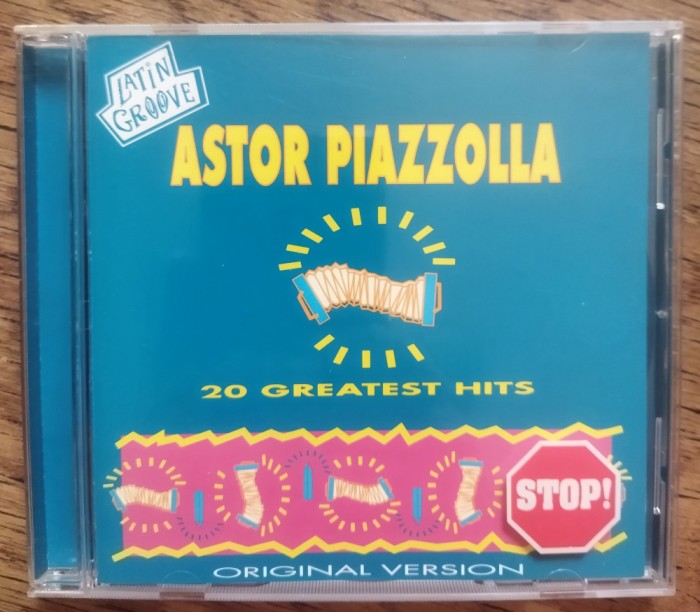 LATIN
GROOVE
ASTOR PIAZZOLLA
20 GREATEST HITS
STOP!
ORIGINAL VERSION